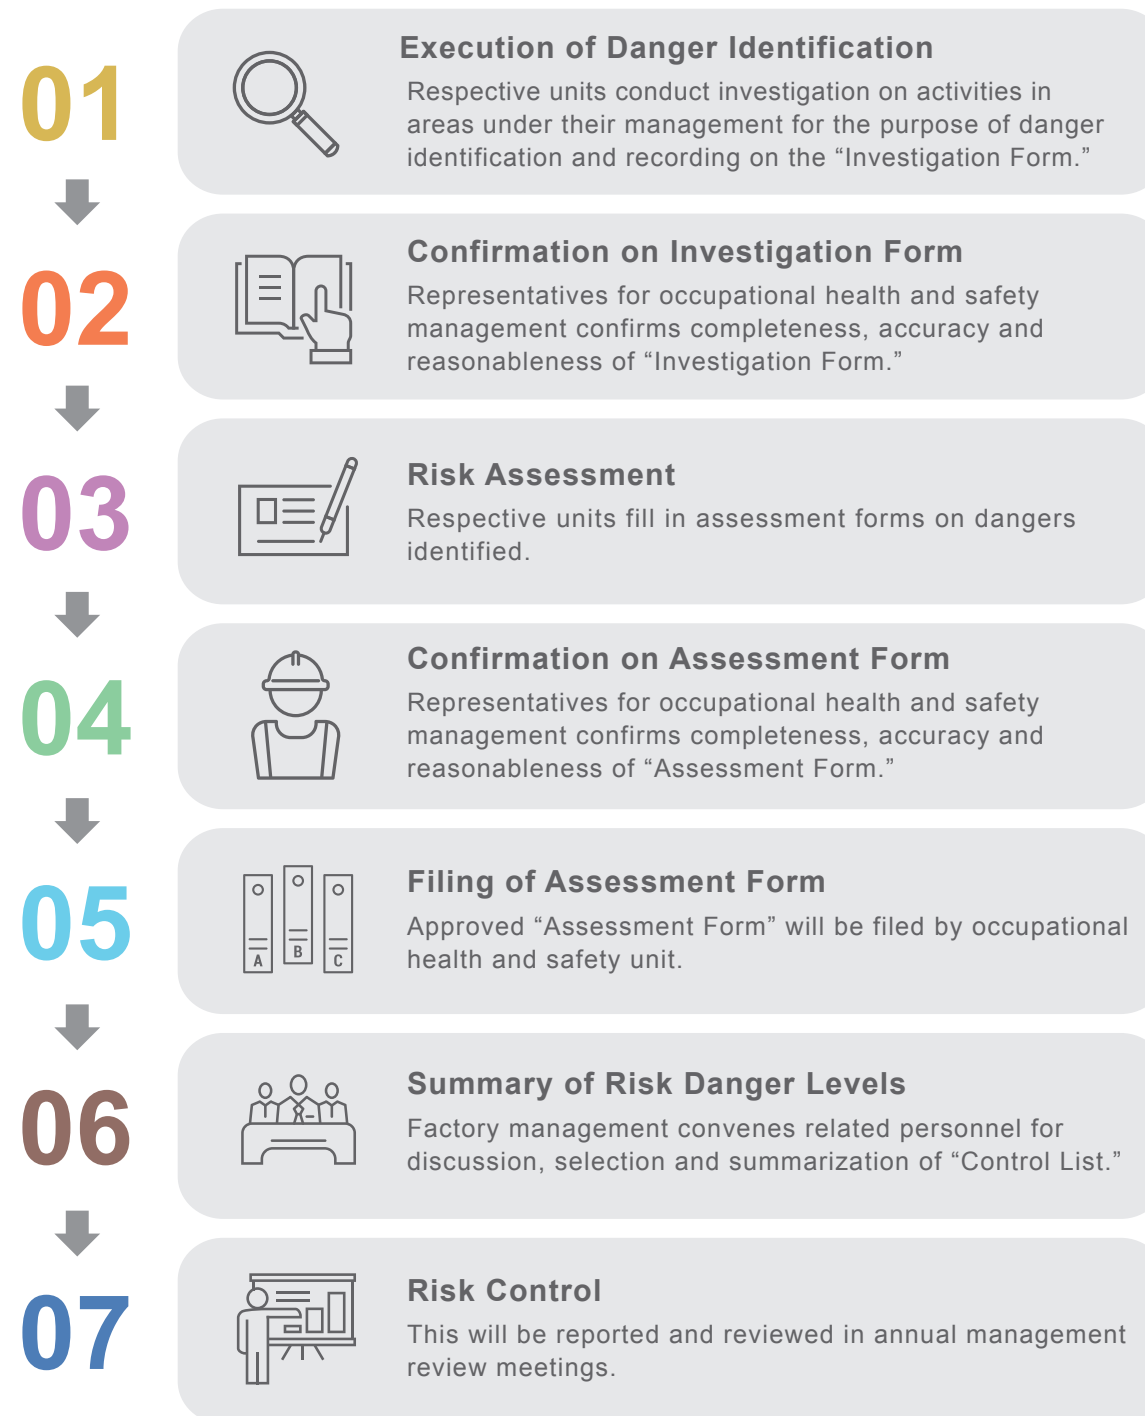 01
Execution of Danger Identification
Respective units conduct investigation on activities in
areas under their management for the purpose of danger
identification and recording on the “Investigation Form.”
02
Confirmation on Investigation Form
Representatives for occupational health and safety
management confirms completeness, accuracy and
reasonableness of “Investigation Form.”
03
Risk Assessment
Respective units fill in assessment forms on dangers
identified.
04
Confirmation on Assessment Form
Representatives for occupational health and safety
management confirms completeness, accuracy and
reasonableness of “Assessment Form.”
05
A B C
Filing of Assessment Form
Approved “Assessment Form” will be filed by occupational
health and safety unit.
06
Summary of Risk Danger Levels
Factory management convenes related personnel for
discussion, selection and summarization of “Control List.”
07
Risk Control
This will be reported and reviewed in annual management
review meetings.